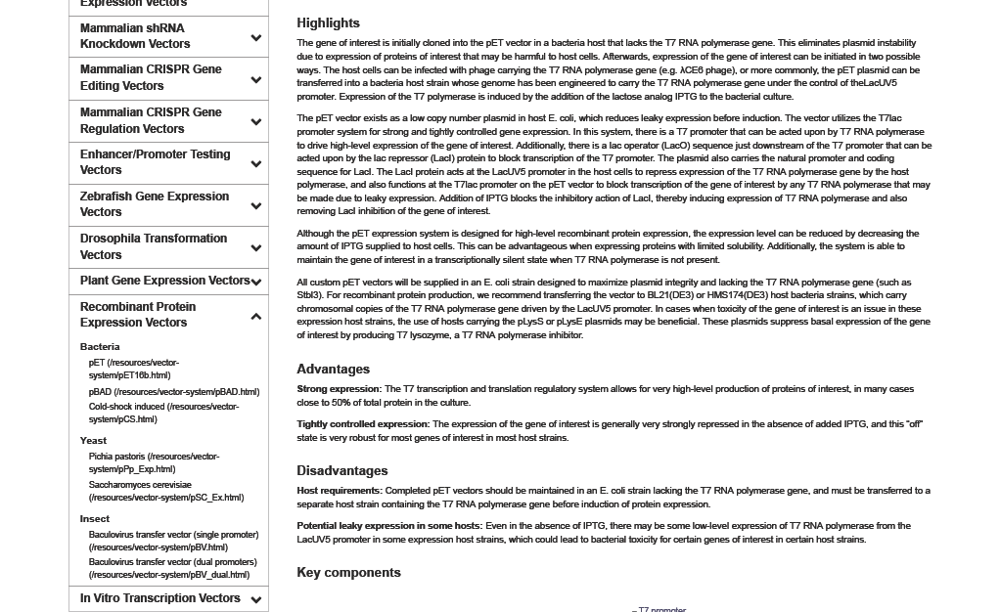 Expression Vectors
Mammalian shRNA
Knockdown Vectors
Mammalian CRISPR Gene
Editing Vectors
Mammalian CRISPR Gene
Regulation Vectors
Enhancer/Promoter Testing
Vectors
Zebrafish Gene Expression
Vectors
Drosophila Transformation
Vectors
Plant Gene Expression Vectors
Recombinant Protein
Expression Vectors
Bacteria
pET (/resources/vector-
system/pET16b.html)
pBAD (/resources/vector-system/pBAD.html)
Cold-shock induced (/resources/vector-
system/pCS.html)
Yeast
Pichia pastoris (/resources/vector-
system/pPp_Exp.html)
Saccharomyces cerevisiae
(/resources/vector-system/pSC_Ex.html)
Insect
Baculovirus transfer vector (single promoter)
(/resources/vector-system/pBV.html)
Baculovirus transfer vector (dual promoters)
(/resources/vector-system/pBV_dual.html)
In Vitro Transcription Vectors
Highlights
The gene of interest is initially cloned into the pET vector in a bacteria host that lacks the T7 RNA polymerase gene. This eliminates plasmid instability
due to expression of proteins of interest that may be harmful to host cells. Afterwards, expression of the gene of interest can be initiated in two possible
ways. The host cells can be infected with phage carrying the T7 RNA polymerase gene (e.g. λCE6 phage), or more commonly, the pET plasmid can be
transferred into a bacteria host strain whose genome has been engineered to carry the T7 RNA polymerase gene under the control of theLacUV5
promoter. Expression of the T7 polymerase is induced by the addition of the lactose analog IPTG to the bacterial culture.
The pET vector exists as a low copy number plasmid in host E. coli, which reduces leaky expression before induction. The vector utilizes the T7lac
promoter system for strong and tightly controlled gene expression. In this system, there is a T7 promoter that can be acted upon by T7 RNA polymerase
to drive high-level expression of the gene of interest. Additionally, there is a lac operator (LacO) sequence just downstream of the T7 promoter that can be
acted upon by the lac repressor (LacI) protein to block transcription of the T7 promoter. The plasmid also carries the natural promoter and coding
sequence for LacI. The LacI protein acts at the LacUV5 promoter in the host cells to repress expression of the T7 RNA polymerase gene by the host
polymerase, and also functions at the T7lac promoter on the pET vector to block transcription of the gene of interest by any T7 RNA polymerase that may
be made due to leaky expression. Addition of IPTG blocks the inhibitory action of LacI, thereby inducing expression of T7 RNA polymerase and also
removing LacI inhibition of the gene of interest.
Although the pET expression system is designed for high-level recombinant protein expression, the expression level can be reduced by decreasing the
amount of IPTG supplied to host cells. This can be advantageous when expressing proteins with limited solubility. Additionally, the system is able to
maintain the gene of interest in a transcriptionally silent state when T7 RNA polymerase is not present.
All custom pET vectors will be supplied in an E. coli strain designed to maximize plasmid integrity and lacking the T7 RNA polymerase gene (such as
Stbl3). For recombinant protein production, we recommend transferring the vector to BL21(DE3) or HMS174(DE3) host bacteria strains, which carry
chromosomal copies of the T7 RNA polymerase gene driven by the LacUV5 promoter. In cases when toxicity of the gene of interest is an issue in these
expression host strains, the use of hosts carrying the pLysS or pLysE plasmids may be beneficial. These plasmids suppress basal expression of the gene
of interest by producing T7 lysozyme, a T7 RNA polymerase inhibitor.
Advantages
Strong expression: The T7 transcription and translation regulatory system allows for very high-level production of proteins of interest, in many cases
close to 50% of total protein in the culture.
Tightly controlled expression: The expression of the gene of interest is generally very strongly repressed in the absence of added IPTG, and this “off”
state is very robust for most genes of interest in most host strains.
Disadvantages
Host requirements: Completed pET vectors should be maintained in an E. coli strain lacking the T7 RNA polymerase gene, and must be transferred to a
separate host strain containing the T7 RNA polymerase gene before induction of protein expression.
Potential leaky expression in some hosts: Even in the absence of IPTG, there may be some low-level expression of T7 RNA polymerase from the
LacUV5 promoter in some expression host strains, which could lead to bacterial toxicity for certain genes of interest in certain host strains.
Key components
T7 promoter